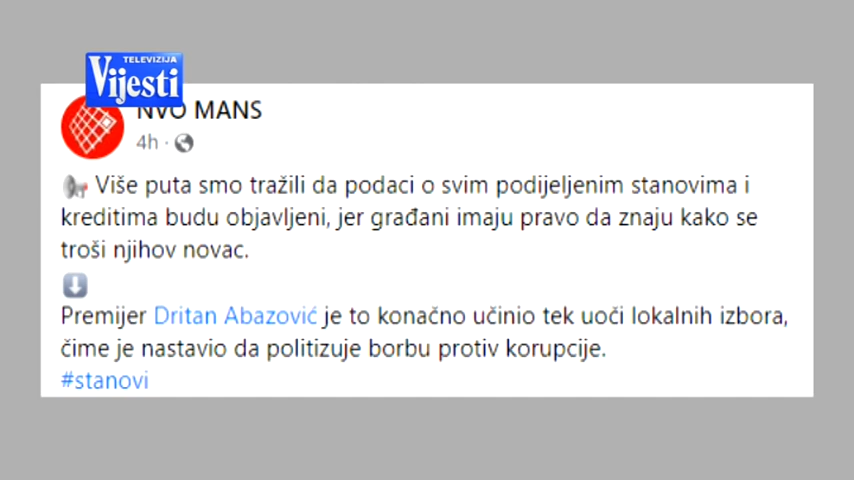 TELEVIZIJA
Vijesti
NVO MANS
4h ·
Više puta smo tražili da podaci o svim podijeljenim stanovima i
kreditima budu objavljeni, jer građani imaju pravo da znaju kako se
troši njihov novac.
Premijer Dritan Abazović je to konačno učinio tek uoči lokalnih izbora,
čime je nastavio da politizuje borbu protiv korupcije.
#stanovi